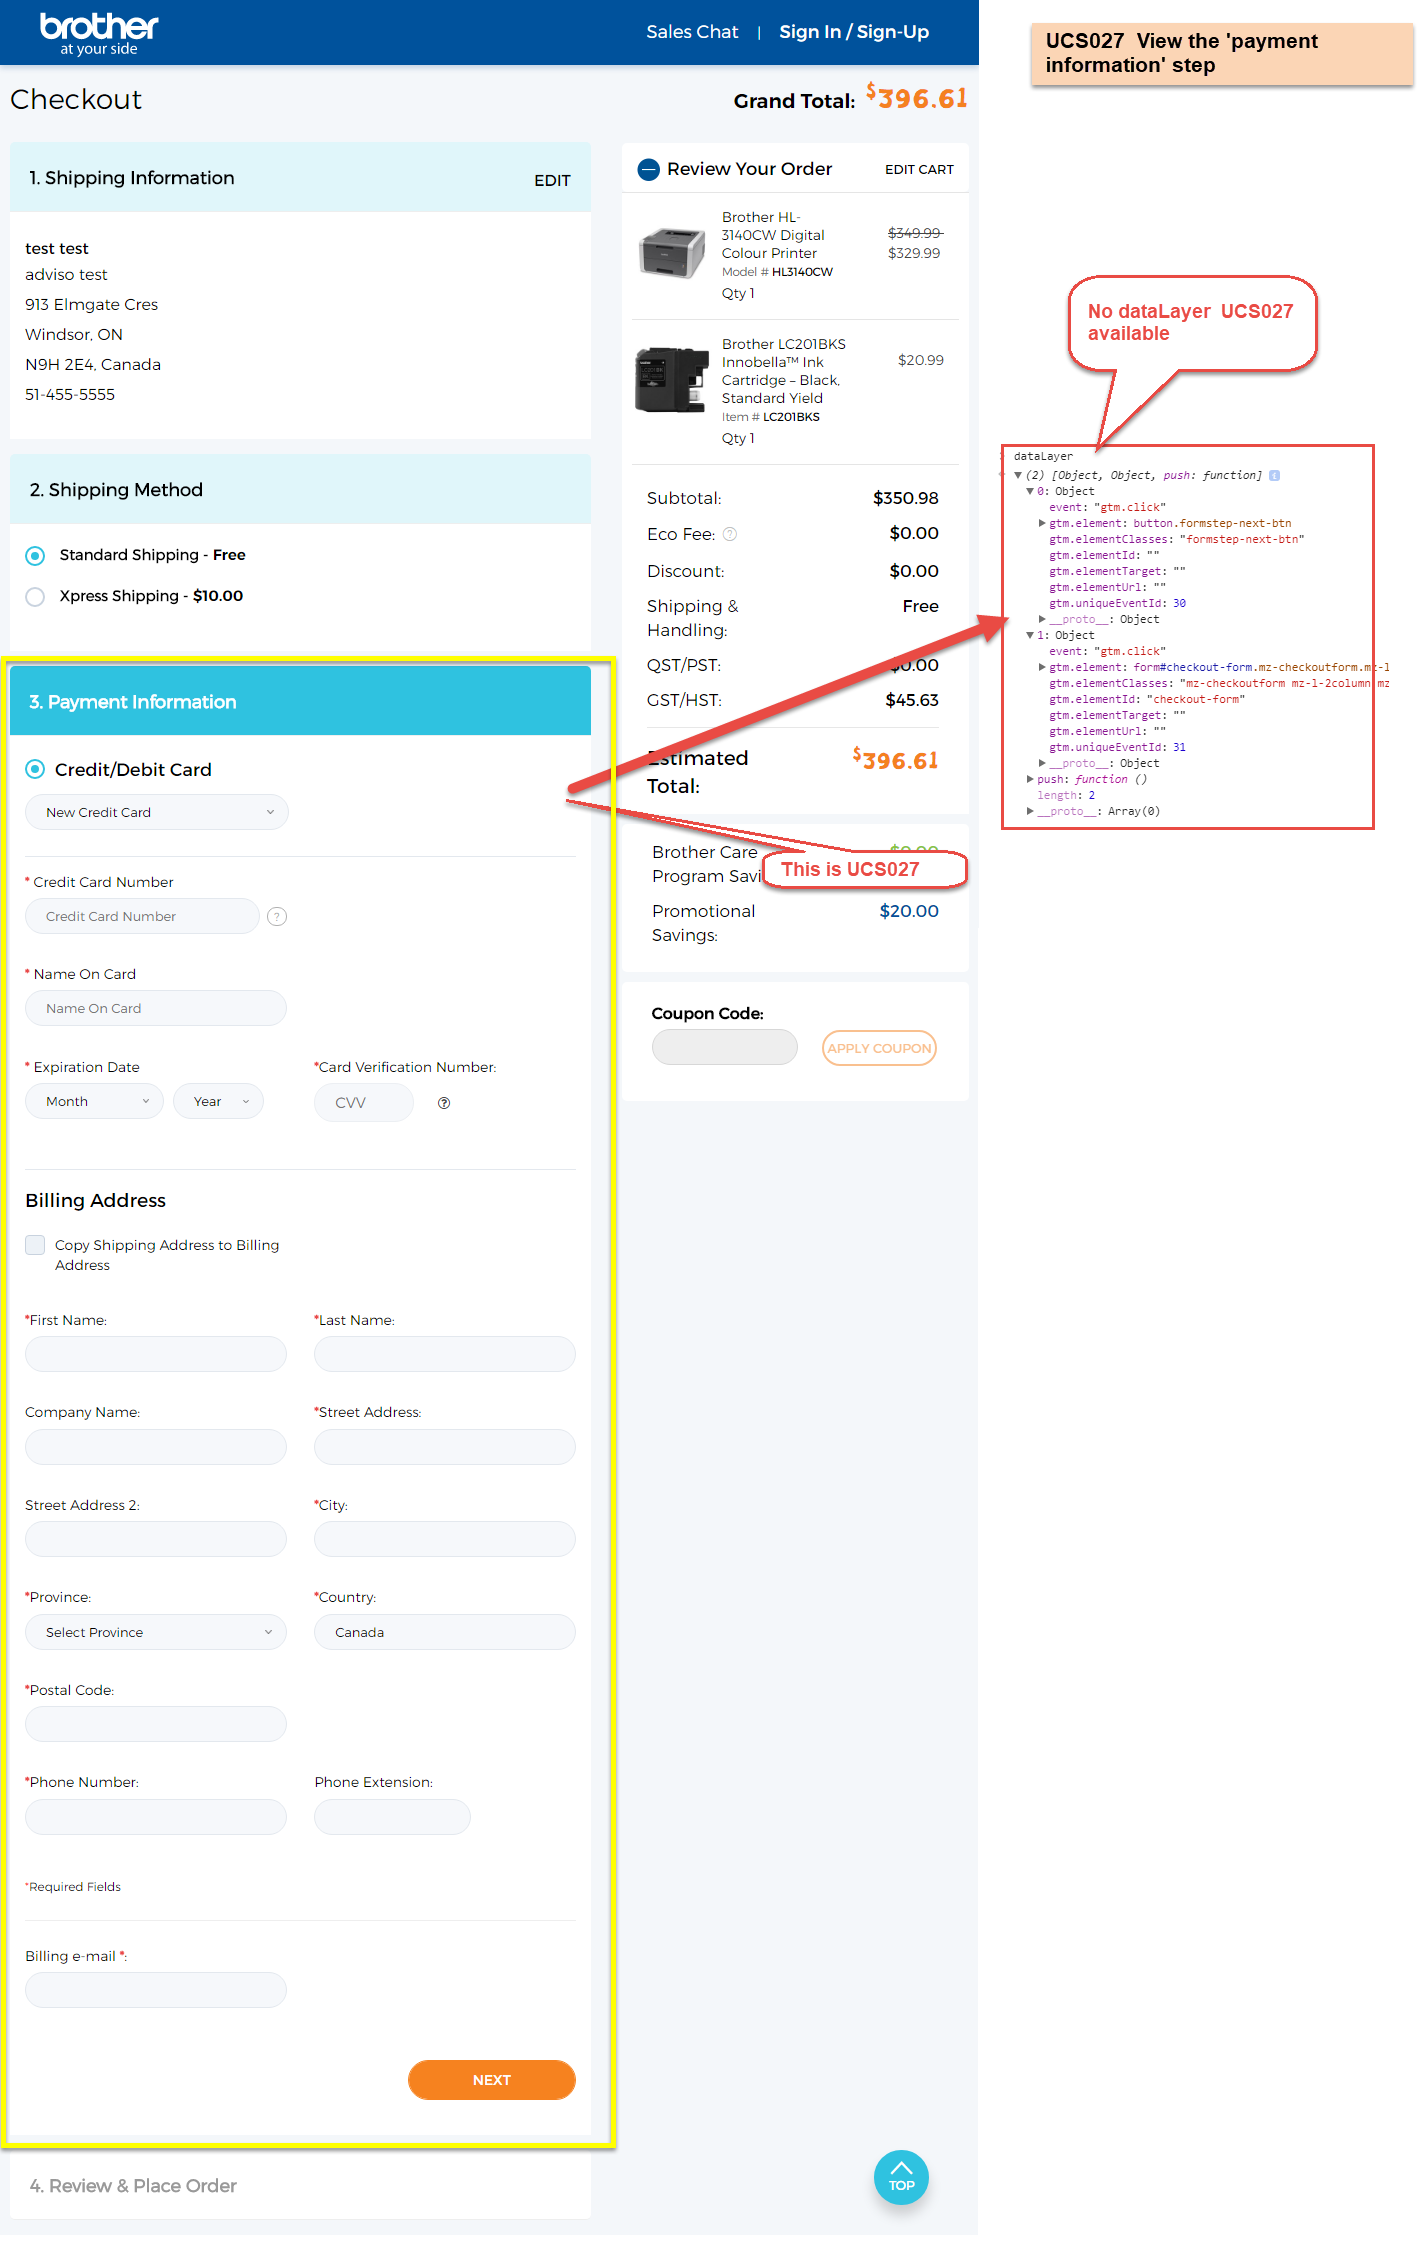 brother
at your side
Sales Chat | Sign In / Sign-Up
UCS027 View the 'payment
information' step
Checkout
Grand Total: $396.61
1. Shipping Information
EDIT
test test
adviso test
913 Elmgate Cres
Windsor, ON
N9H 2E4, Canada
51-455-5555
2. Shipping Method
Standard Shipping - Free
Xpress Shipping - $10.00
3. Payment Information
Credit/Debit Card
New Credit Card
* Credit Card Number
Credit Card Number
?
* Name On Card
Name On Card
* Expiration Date
*Card Verification Number:
Month
Year
CVV
?
Billing Address
Copy Shipping Address to Billing
Address
*First Name:
*Last Name:
Company Name:
*Street Address:
Street Address 2:
*City:
*Province:
*Country:
Select Province
Canada
*Postal Code:
*Phone Number:
Phone Extension:
*Required Fields
Billing e-mail *:
NEXT
4. Review & Place Order
Review Your Order
EDIT CART
Brother HL-
3140CW Digital
Colour Printer
Model # HL3140CW
Qty 1
$349.99
$329.99
LC201BK
Brother LC201BKS
Innobella™ Ink
Cartridge – Black,
Standard Yield
Item # LC201BKS
Qty 1
$20.99
Subtotal: $350.98
Eco Fee: ? $0.00
Discount: $0.00
Shipping & Free
Handling:
QST/PST: $0.00
GST/HST: $45.63
Estimated $396.61
Total:
Brother Care $0.00
Program Savi
This is UCS027
Promotional $20.00
Savings:
Coupon Code:
APPLY COUPON
TOP
No dataLayer UCS027
available
dataLayer
(2) [Object, Object, push: function]
0: Object
event: "gtm.click"
gtm.element: button.formstep-next-btn
gtm.elementClasses: "formstep-next-btn"
gtm.elementId: ""
gtm.elementTarget: ""
gtm.elementUrl: ""
gtm.uniqueEventId: 30
__proto__: Object
1: Object
event: "gtm.click"
gtm.element: form#checkout-form.mz-checkoutform.mz-l
gtm.elementClasses: "mz-checkoutform mz-l-2column mz
gtm.elementId: "checkout-form"
gtm.elementTarget: ""
gtm.elementUrl: ""
gtm.uniqueEventId: 31
__proto__: Object
push: function ()
length: 2
__proto__: Array(0)